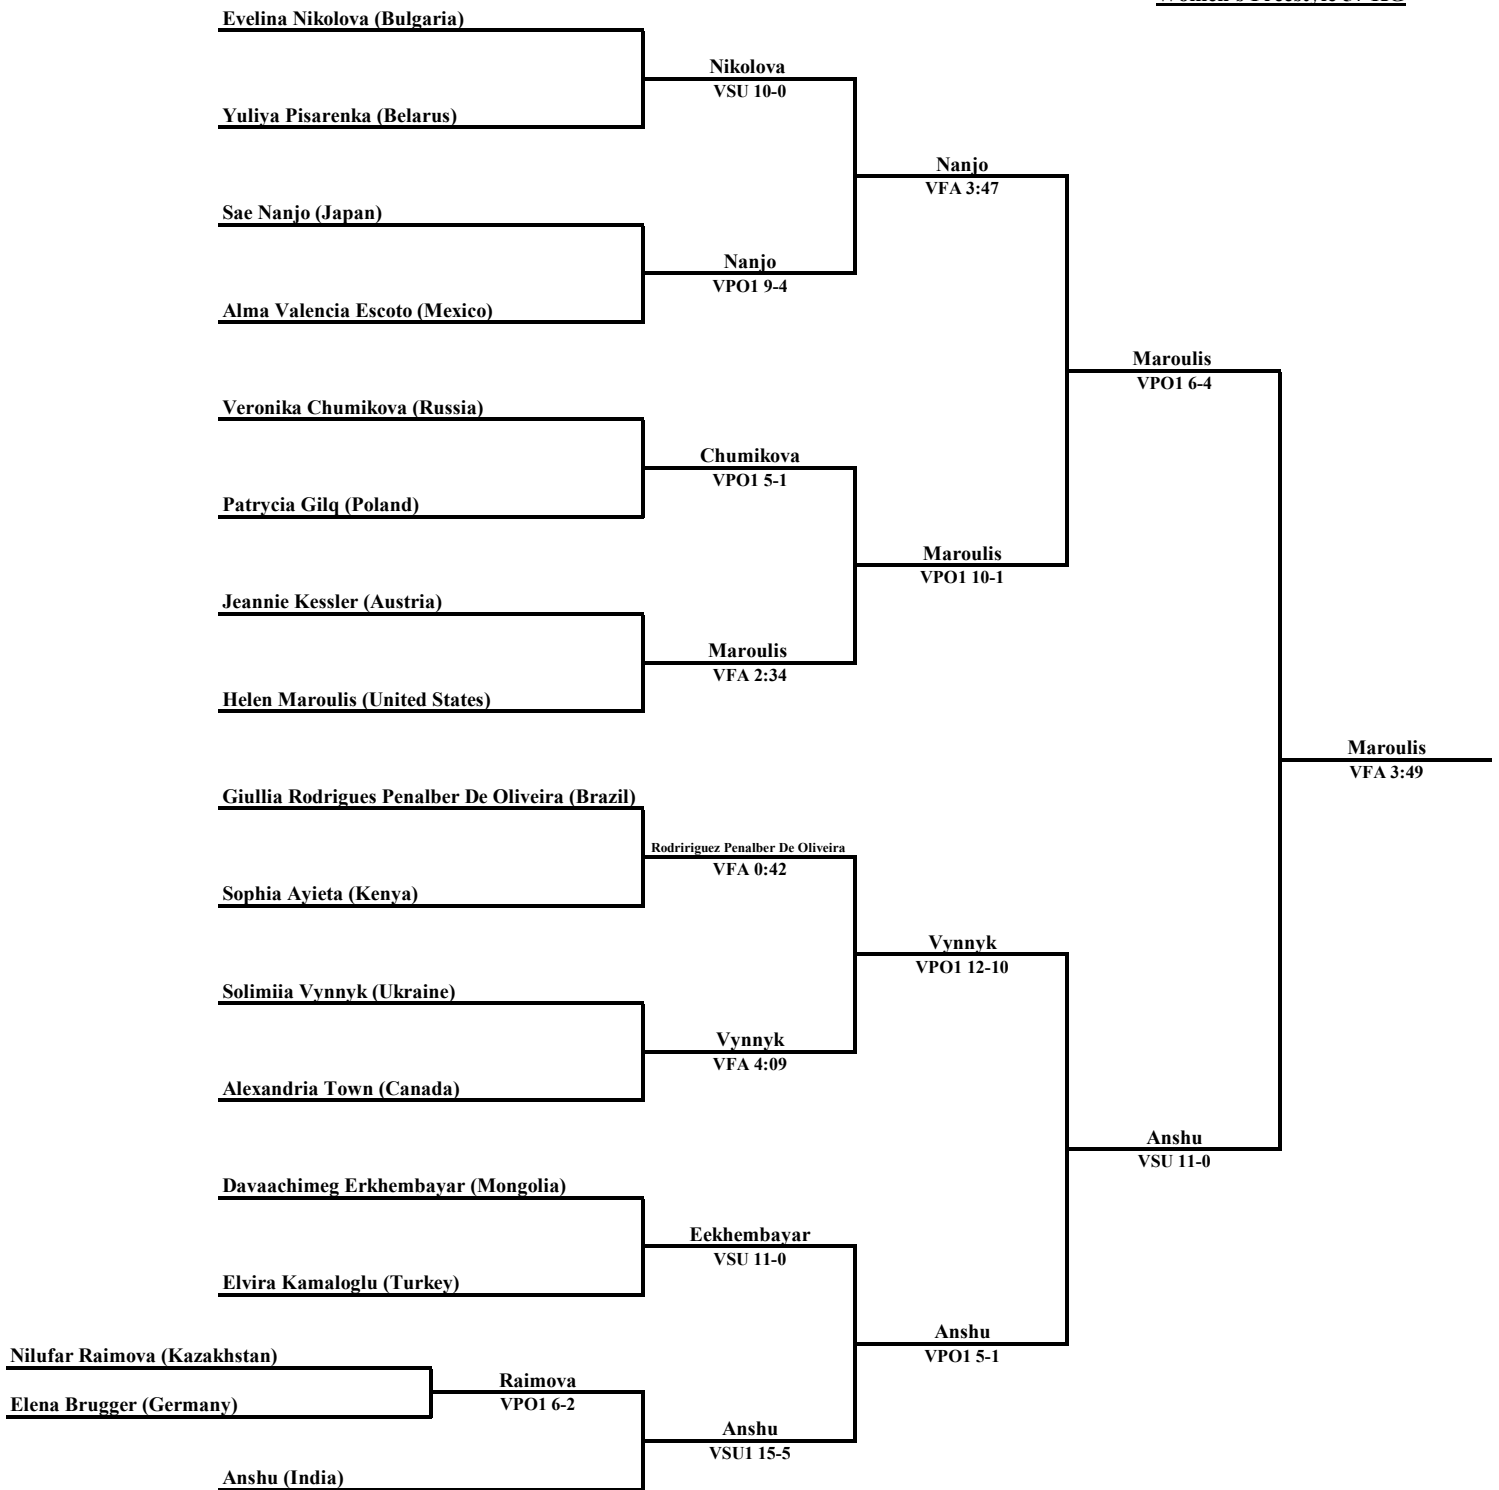 Women's Freestyle 57 KG
Evelina Nikolova (Bulgaria)
Nikolova
VSU 10-0
Yuliya Pisarenka (Belarus)
Nanjo
VFA 3:47
Sae Nanjo (Japan)
Nanjo
VPO1 9-4
Alma Valencia Escoto (Mexico)
Maroulis
VPO1 6-4
Veronika Chumikova (Russia)
Chumikova
VPO1 5-1
Patrycia Gilq (Poland)
Maroulis
VPO1 10-1
Jeannie Kessler (Austria)
Maroulis
VFA 2:34
Helen Maroulis (United States)
Maroulis
VFA 3:49
Giullia Rodrigues Penalber De Oliveira (Brazil)
Rodririguez Penalber De Oliveira
VFA 0:42
Sophia Ayieta (Kenya)
Vynnyk
VPO1 12-10
Solimiia Vynnyk (Ukraine)
Vynnyk
VFA 4:09
Alexandria Town (Canada)
Anshu
VSU 11-0
Davaachimeg Erkhembayar (Mongolia)
Eekhembayar
VSU 11-0
Elvira Kamaloglu (Turkey)
Anshu
VPO1 5-1
Nilufar Raimova (Kazakhstan)
Raimova
VPO1 6-2
Elena Brugger (Germany)
Anshu
VSU1 15-5
Anshu (India)